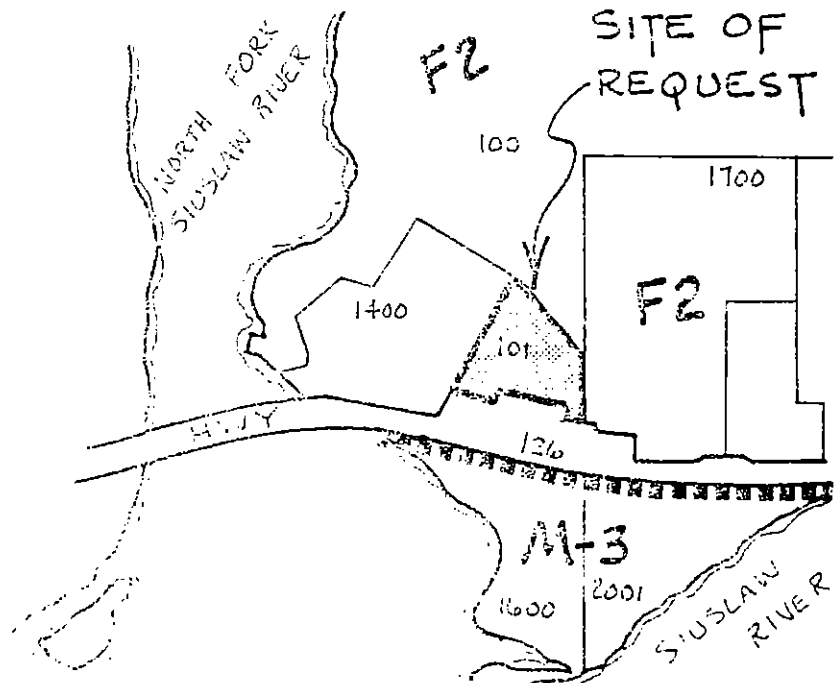 SITE OF
REQUEST
F2
NORTH FORK
SIUSLAW RIVER
100
1700
F2
1400
101
HWY
126
M-3
1600
2001
SIUSLAW
RIVER